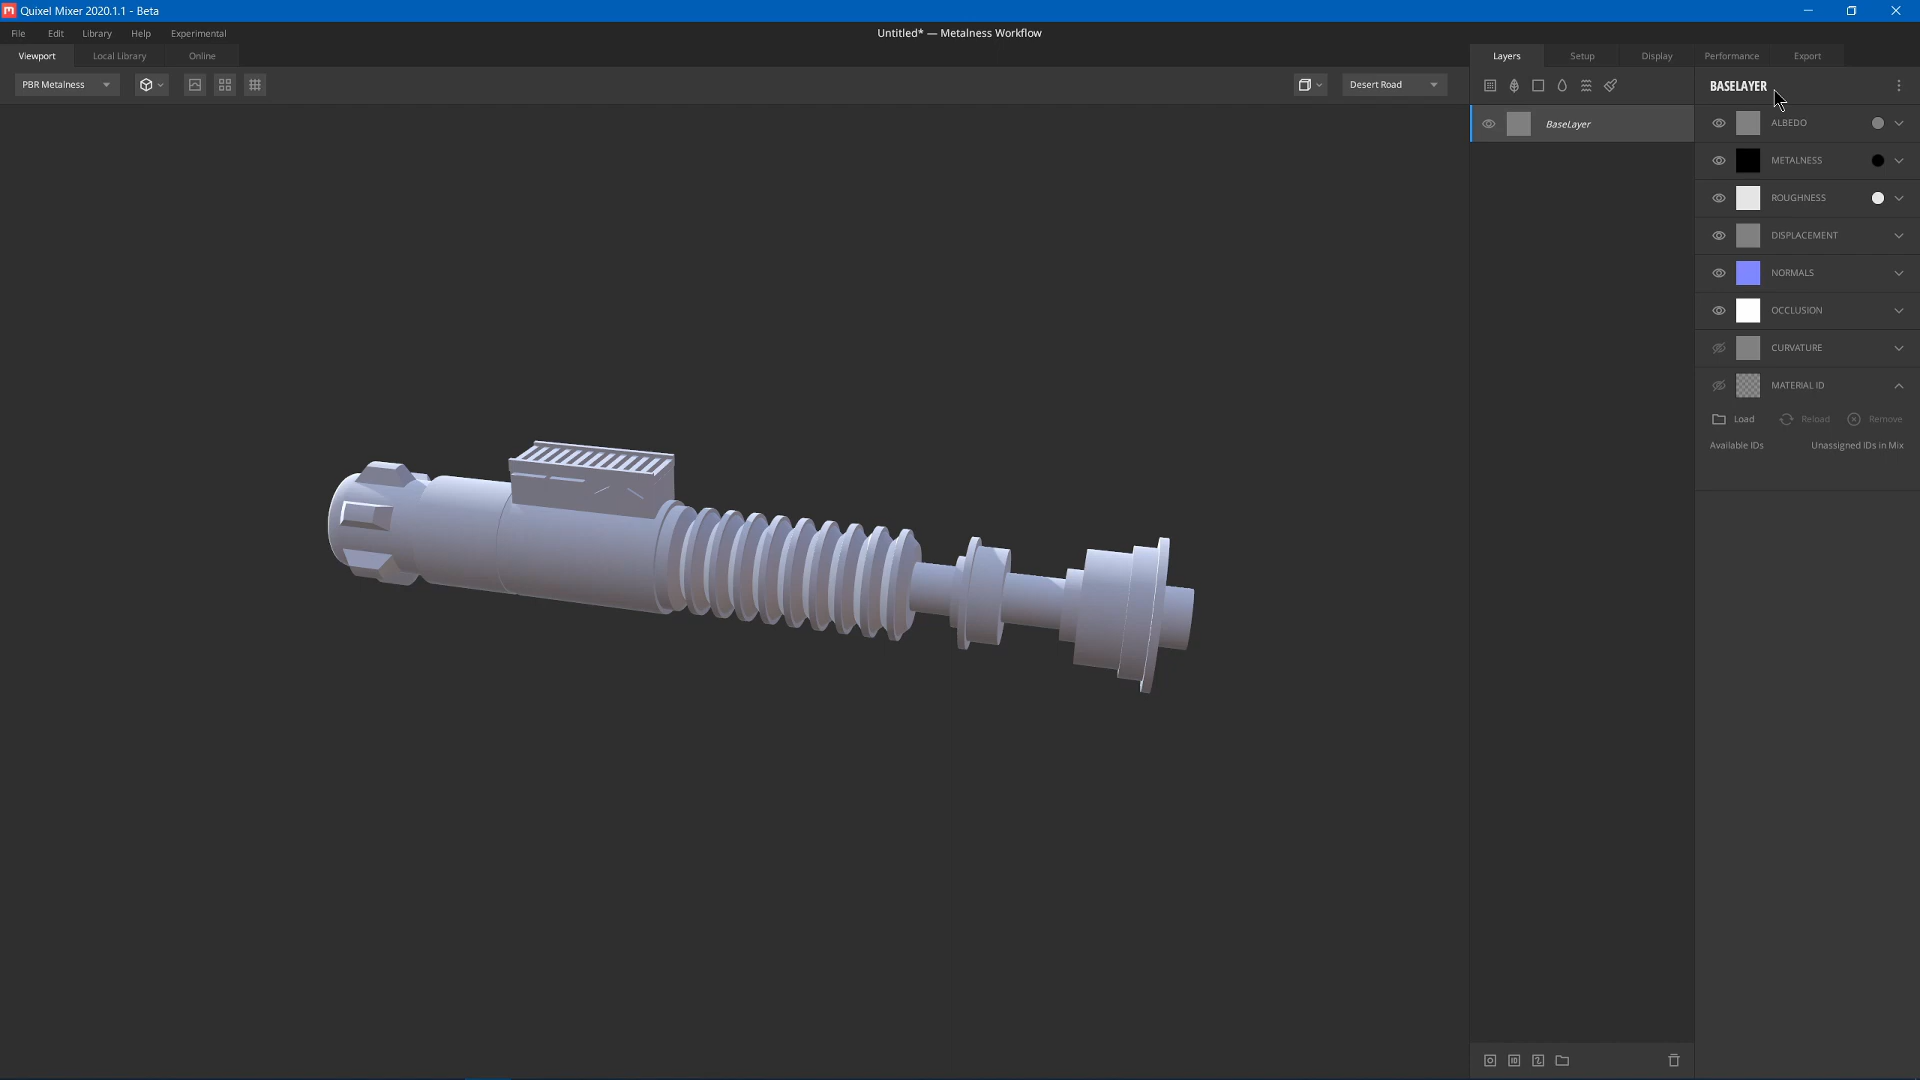 Quixel Mixer 2020.1.1 - Beta
File Edit Library Help Experimental
Untitled* — Metalness Workflow
Viewport Local Library Online
Layers Setup Display Performance Export
PBR Metalness
Desert Road
BASELAYER
BaseLayer
ALBEDO
METALNESS
ROUGHNESS
DISPLACEMENT
NORMALS
OCCLUSION
CURVATURE
MATERIAL ID
Load Reload Remove
Available IDs Unassigned IDs in Mix